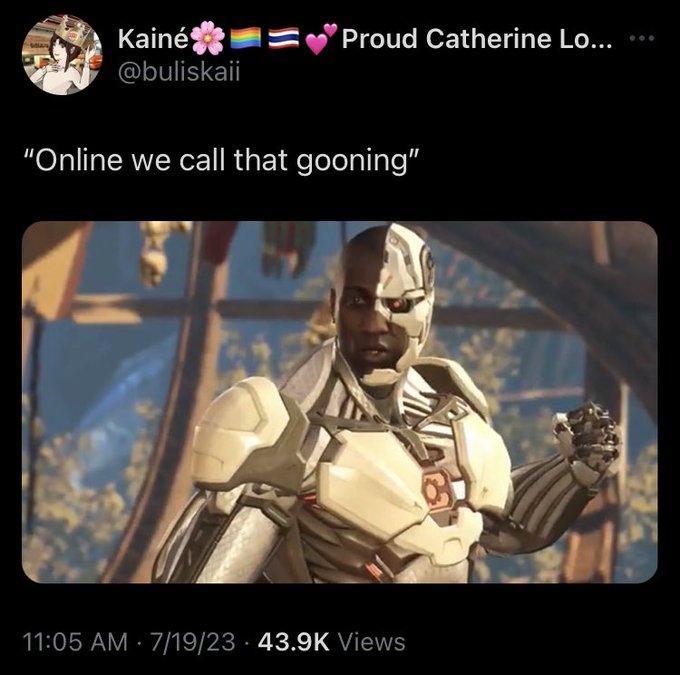 Kainé🌸🏳️‍🌈🇹🇭💕Proud Catherine Lo...
@buliskaii
“Online we call that gooning”
11:05 AM · 7/19/23 · 43.9K Views